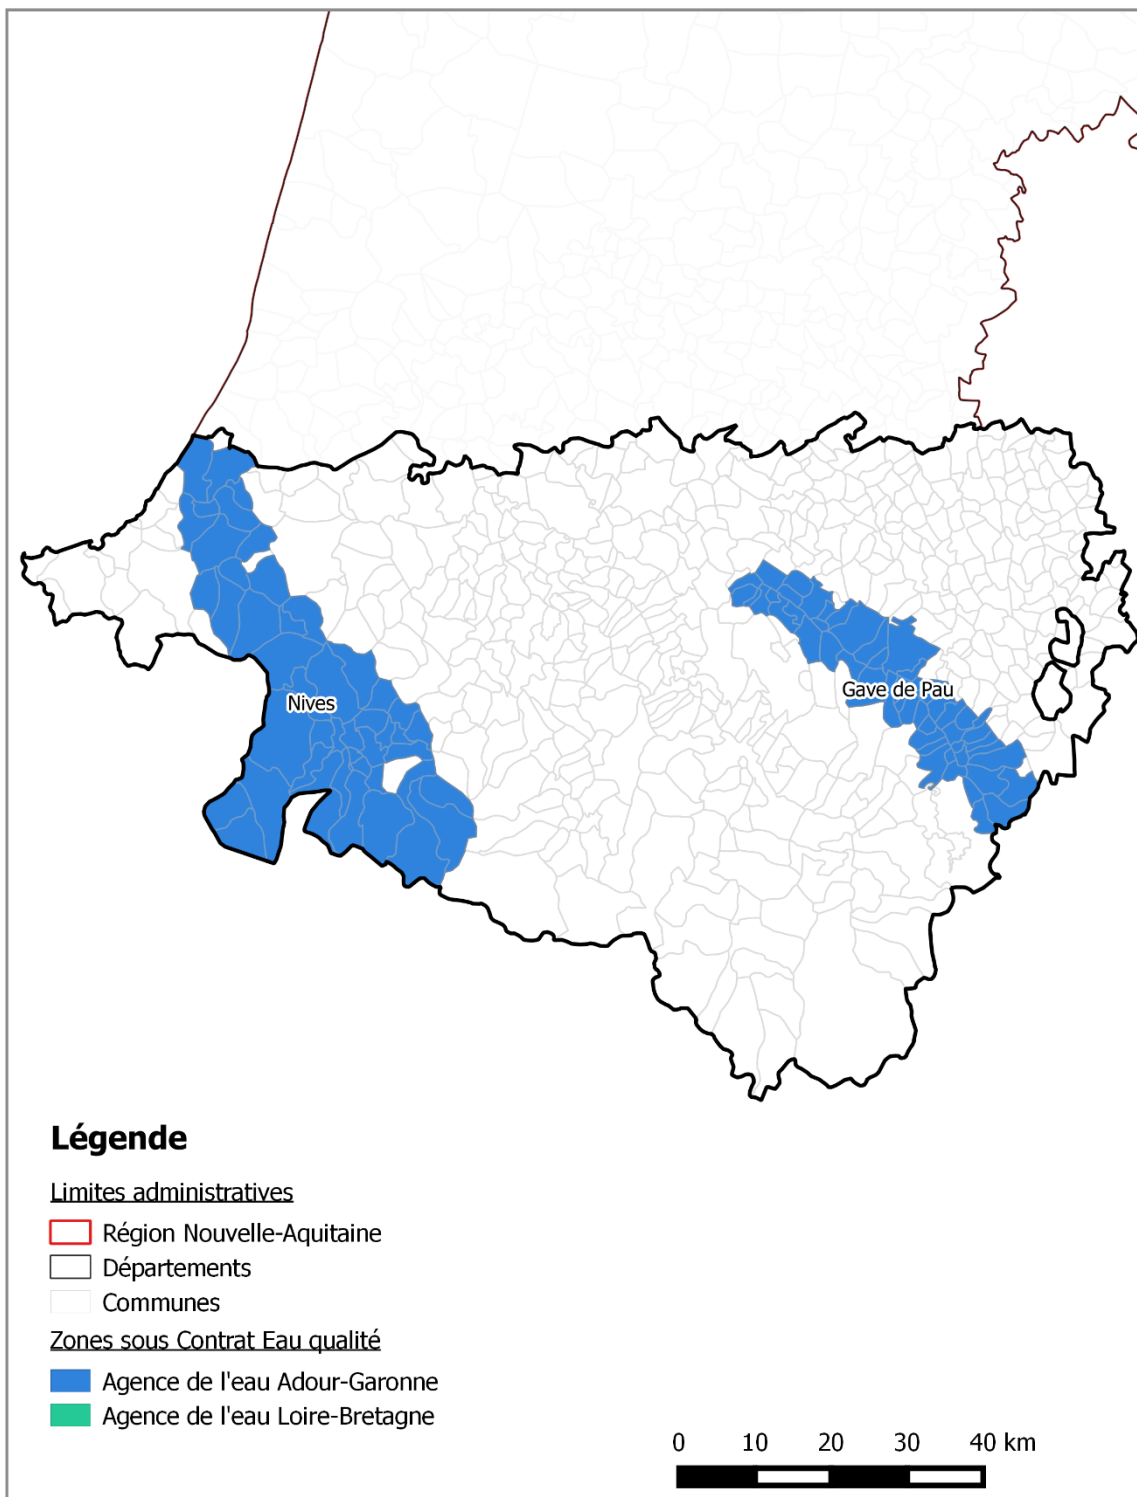 Nives
Gave de Pau
Légende
Limites administratives
Région Nouvelle-Aquitaine
Départements
Communes
Zones sous Contrat Eau qualité
Agence de l'eau Adour-Garonne
Agence de l'eau Loire-Bretagne
0 10 20 30 40 km